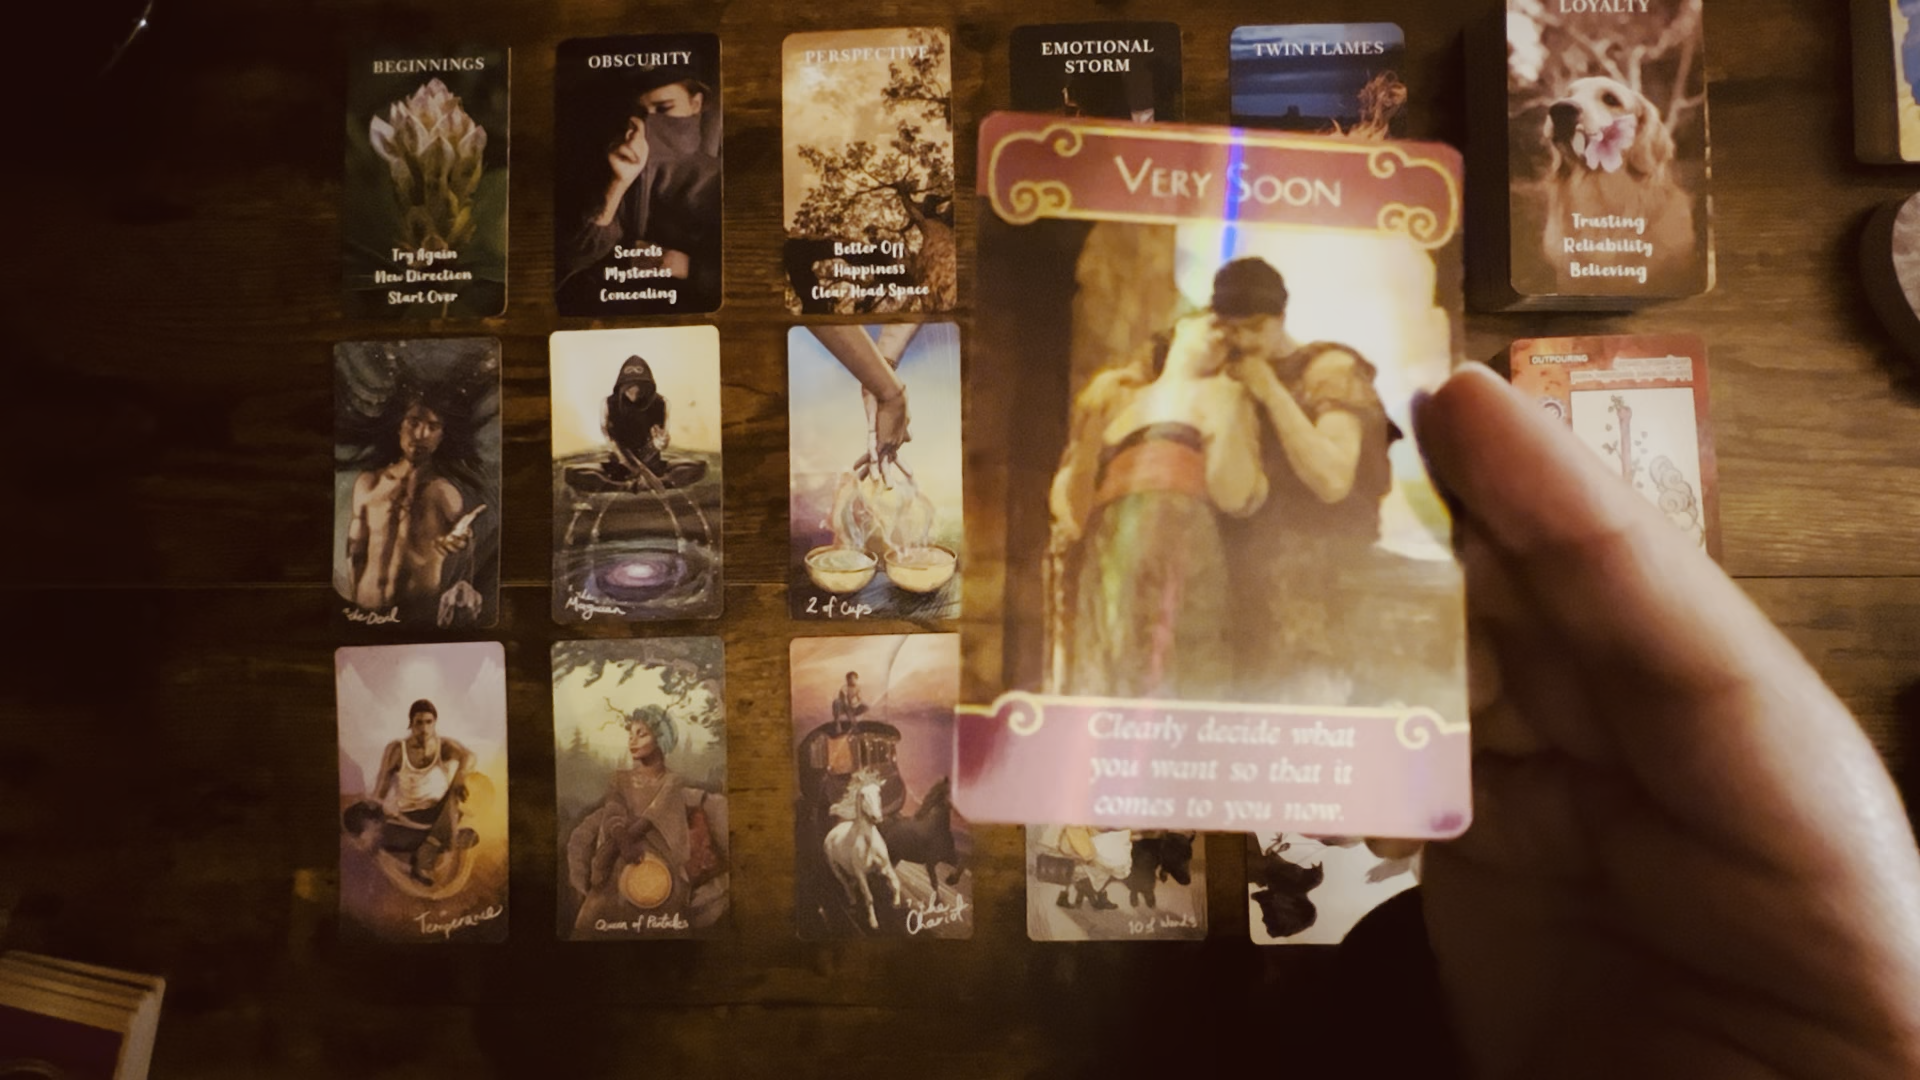 BEGINNINGS
Try Again
New Direction
Start Over
OBSCURITY
Secrets
Mysteries
Concealing
PERSPECTIVE
Better Off
Happiness
Clear Head Space
EMOTIONAL
STORM
TWIN FLAMES
LOYALTY
Trusting
Reliability
Believing
VERY SOON
Clearly decide what
you want so that it
comes to you now.
OUTPOURING
the Devil
the
Magician
2 of Cups
Temperance
Queen of Pentacles
the
Chariot
10 of Wands